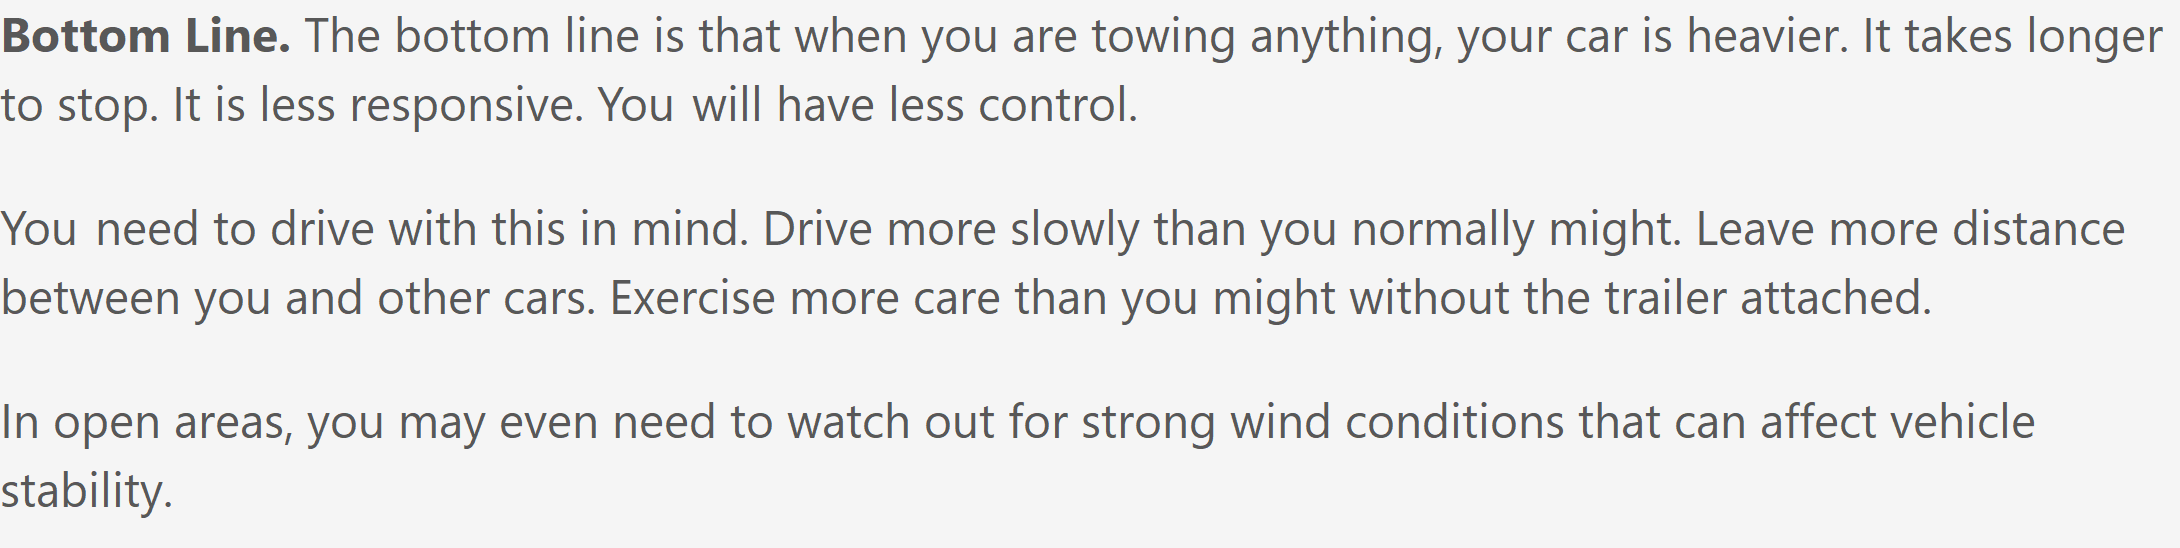 Bottom Line. The bottom line is that when you are towing anything, your car is heavier. It takes longer
to stop. It is less responsive. You will have less control.
You need to drive with this in mind. Drive more slowly than you normally might. Leave more distance
between you and other cars. Exercise more care than you might without the trailer attached.
In open areas, you may even need to watch out for strong wind conditions that can affect vehicle
stability.